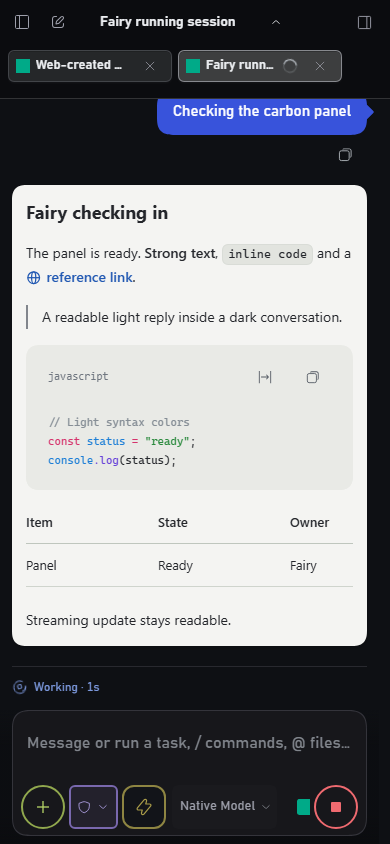 Fairy running session
Web-created ...
Fairy runn...
Checking the carbon panel
Fairy checking in
The panel is ready. Strong text, inline code and a
reference link.
A readable light reply inside a dark conversation.
javascript
// Light syntax colors
const status = "ready";
console.log(status);
Item State Owner
Panel Ready Fairy
Streaming update stays readable.
Working · 1s
Message or run a task, / commands, @ files...
Native Model